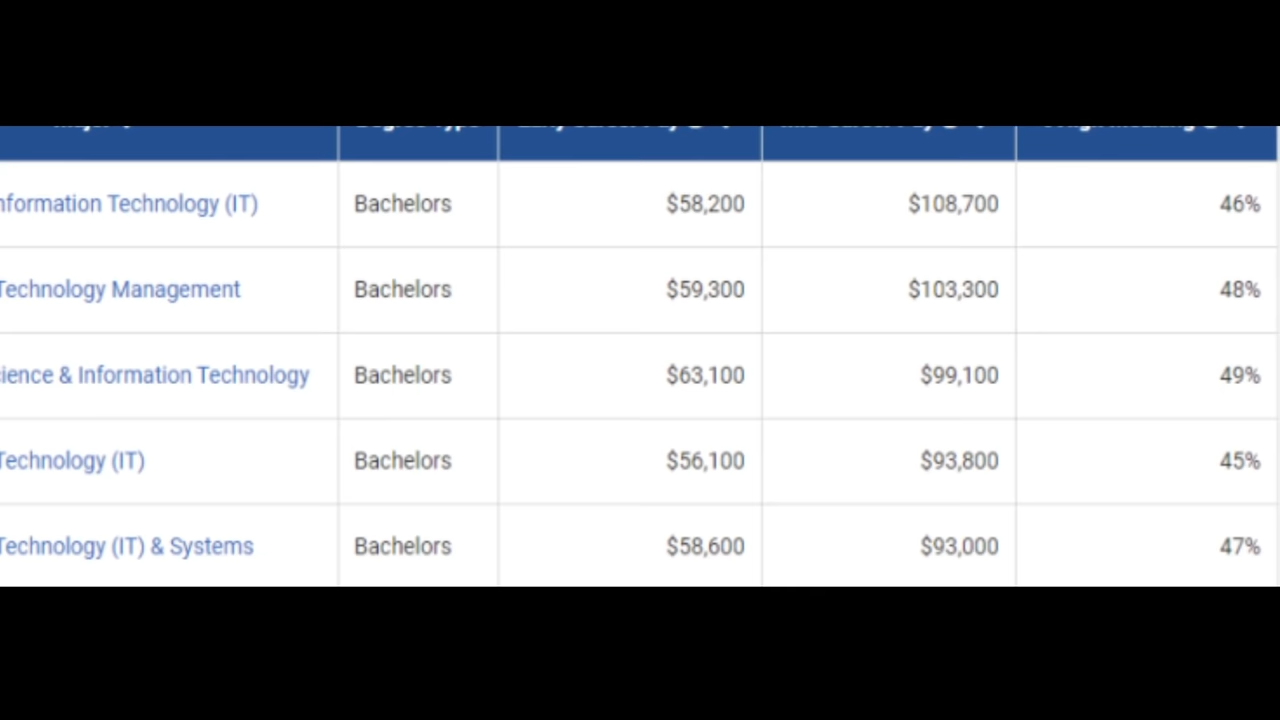 nformation Technology (IT) Bachelors $58,200 $108,700 46%
Technology Management Bachelors $59,300 $103,300 48%
cience & Information Technology Bachelors $63,100 $99,100 49%
Technology (IT) Bachelors $56,100 $93,800 45%
Technology (IT) & Systems Bachelors $58,600 $93,000 47%